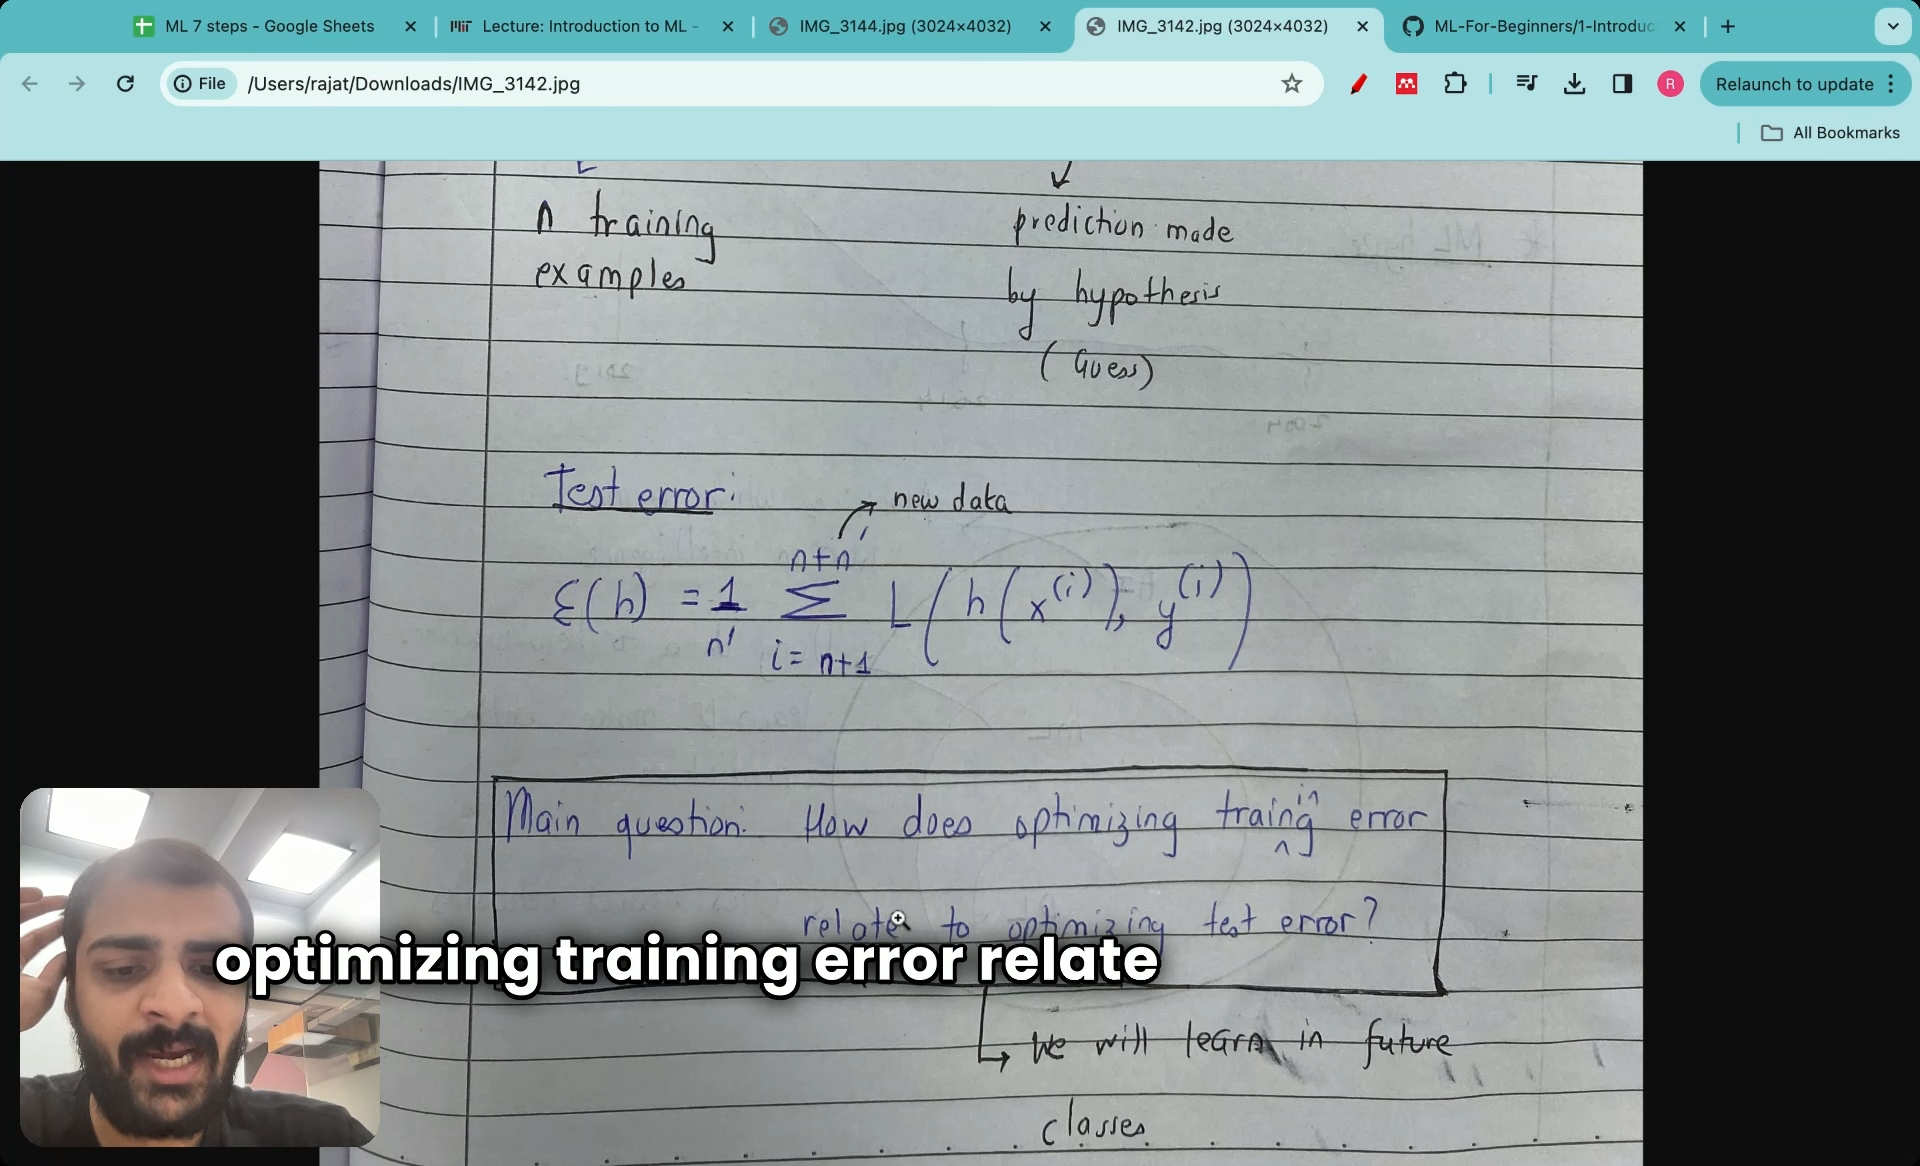 ML 7 steps - Google Sheets
Lecture: Introduction to ML -
IMG_3144.jpg (3024×4032)
IMG_3142.jpg (3024×4032)
ML-For-Beginners/1-Introduc
File
/Users/rajat/Downloads/IMG_3142.jpg
R
Relaunch to update
All Bookmarks
n training
examples
prediction made
by hypothesis
(Guess)
Test error:
new data
n+n'
ε(h) = 1 Σ L(h(x^(i)), y^(i))
n' i = n+1
Main question: How does optimizing training error
relate to optimizing test error?
optimizing training error relate
We will learn in future
classes